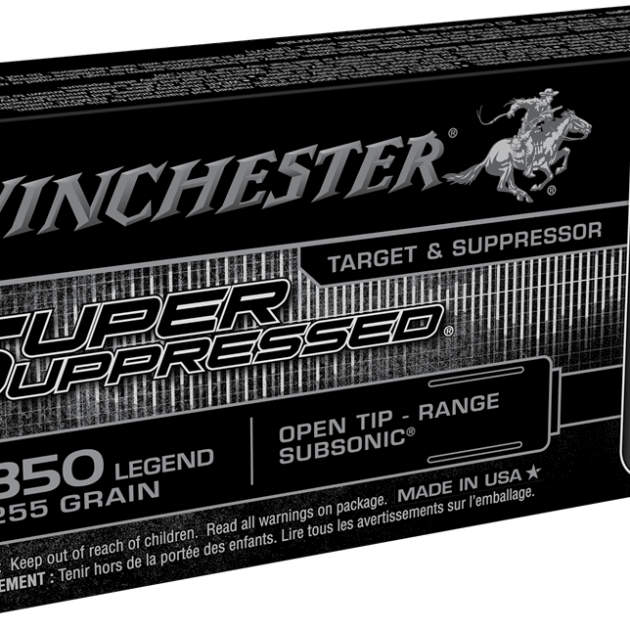 WINCHESTER®
®
TARGET & SUPPRESSOR
SUPER
SUPPRESSED®
350 LEGEND
255 GRAIN
OPEN TIP - RANGE
SUBSONIC®
Keep out of reach of children. Read all warnings on package. MADE IN USA
EMENT : Tenir hors de la portée des enfants. Lire tous les avertissements sur l'emballage.